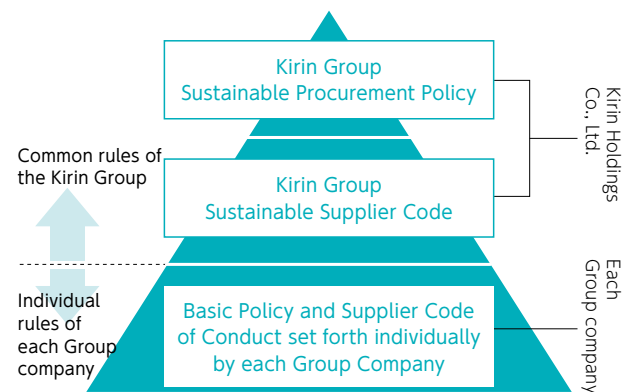 Kirin Group
Sustainable Procurement Policy
Kirin Holdings
Co., Ltd.
Common rules of
the Kirin Group
Kirin Group
Sustainable Supplier Code
Individual
rules of
each Group
company
Basic Policy and Supplier Code
of Conduct set forth individually
by each Group Company
Each
Group company